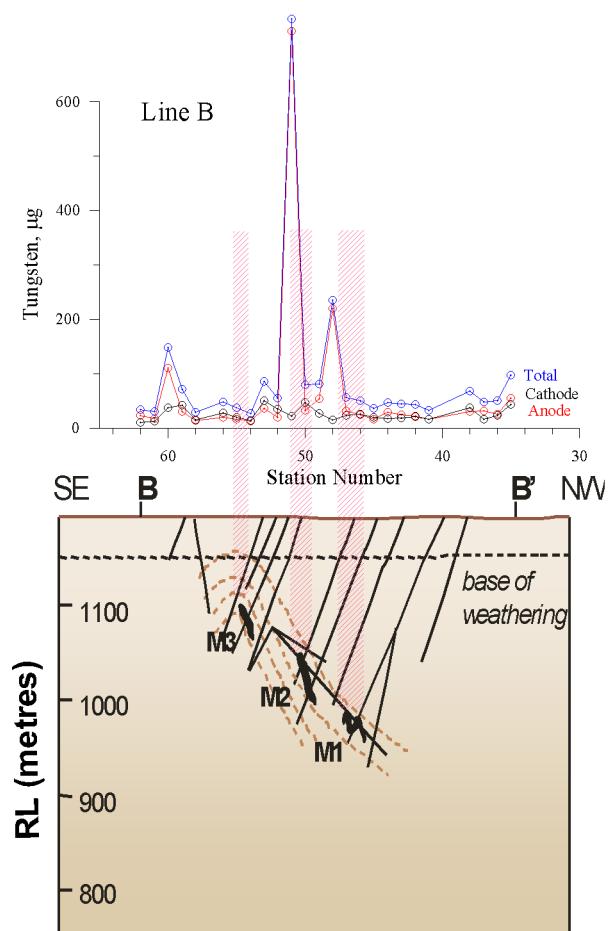 Line B
Tungsten, µg
600
400
200
0
Total
Cathode
Anode
60
50
40
30
Station Number
SE B
B' NW
base of
weathering
RL (metres)
1100
1000
900
800
M3
M2
M1